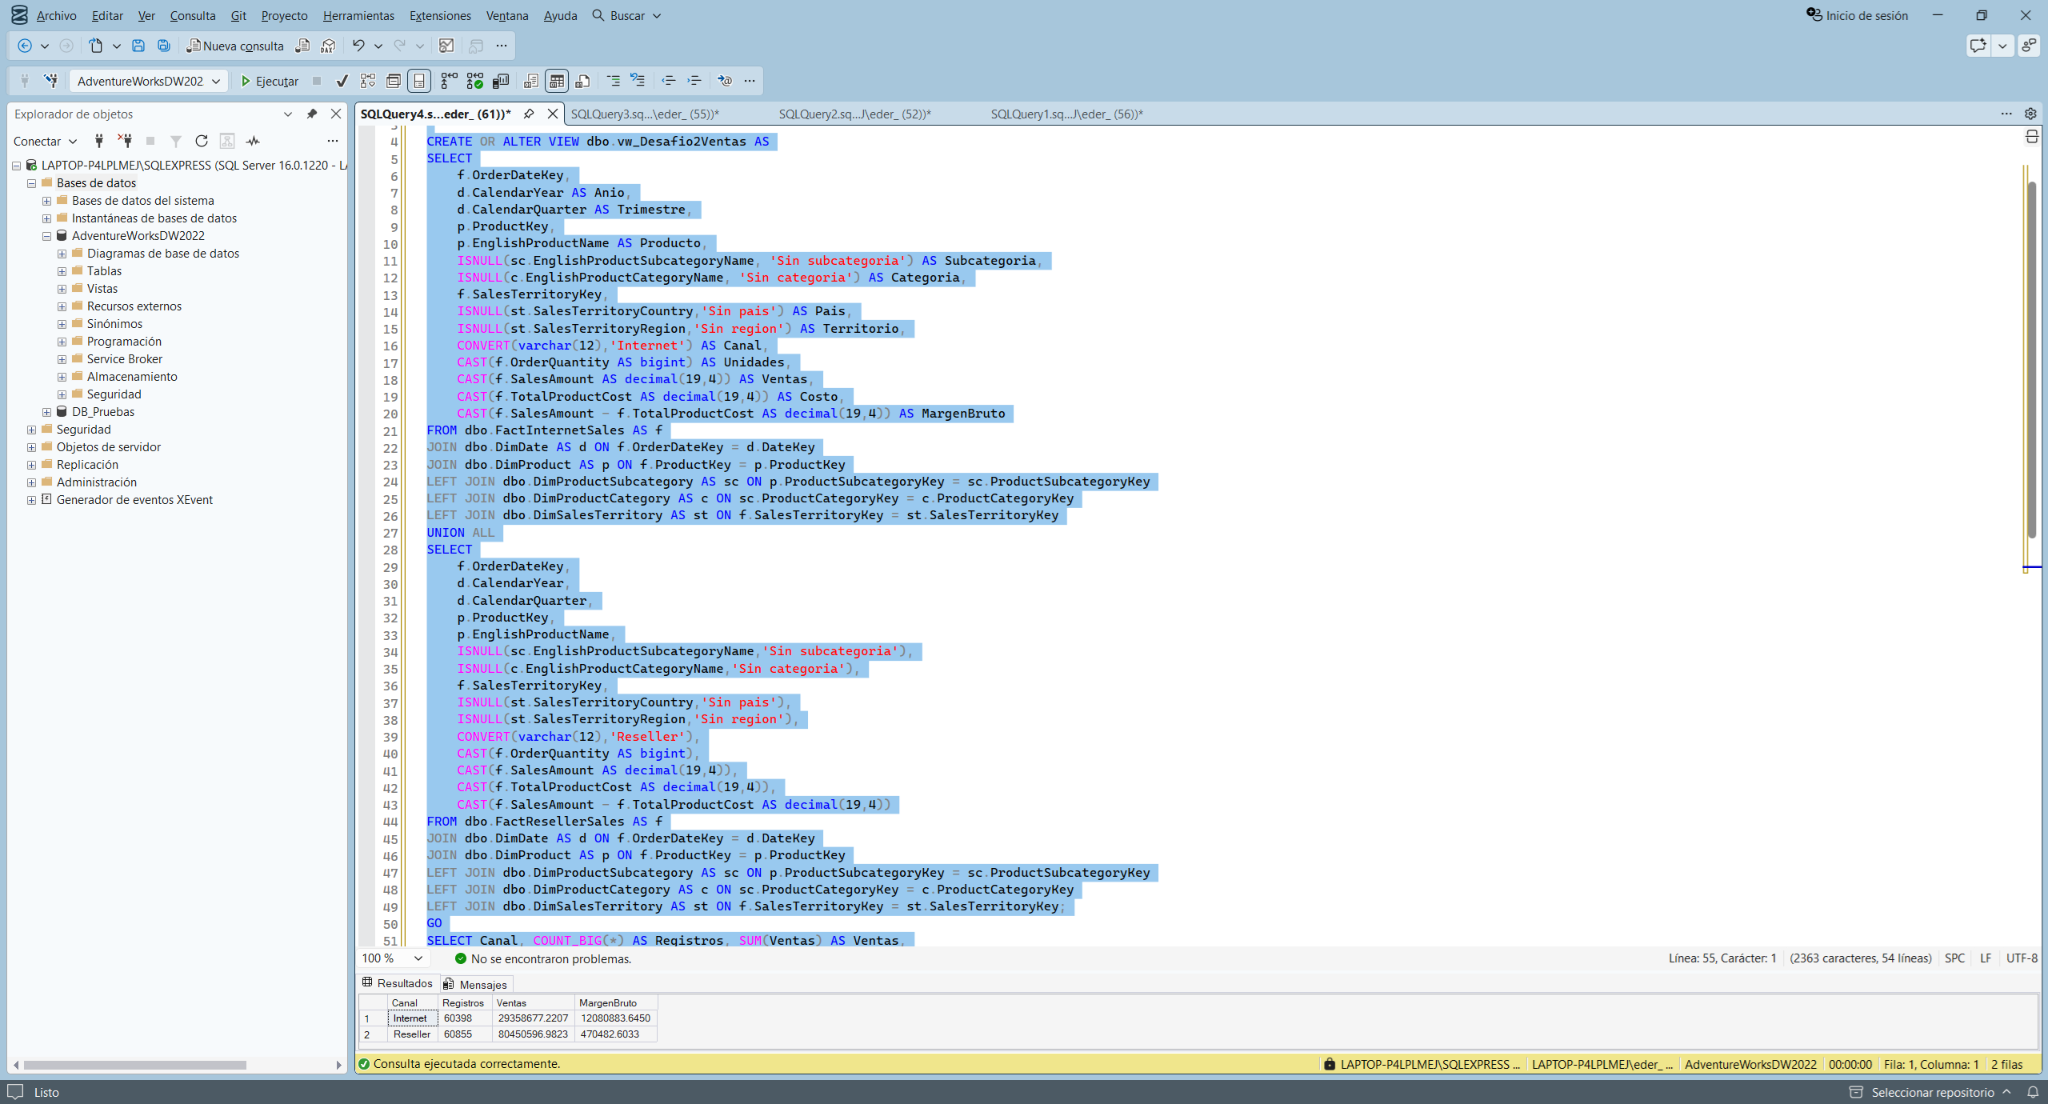 Archivo Editar Ver Consulta Git Proyecto Herramientas Extensiones Ventana Ayuda Buscar Inicio de sesión
Nueva consulta
AdventureWorksDW202 Ejecutar
Explorador de objetos
Conectar
LAPTOP-P4LPLMEJ\SQLEXPRESS (SQL Server 16.0.1220 - LA
Bases de datos
Bases de datos del sistema
Instantáneas de bases de datos
AdventureWorksDW2022
Diagramas de base de datos
Tablas
Vistas
Recursos externos
Sinónimos
Programación
Service Broker
Almacenamiento
Seguridad
DB_Pruebas
Seguridad
Objetos de servidor
Replicación
Administración
Generador de eventos XEvent
SQLQuery4.s...eder_ (61))* SQLQuery3.sq...\eder_ (55))* SQLQuery2.sq...J\eder_ (52))* SQLQuery1.sq...J\eder_ (56))*
3
4 CREATE OR ALTER VIEW dbo.vw_Desafio2Ventas AS
5 SELECT
6 f.OrderDateKey,
7 d.CalendarYear AS Anio,
8 d.CalendarQuarter AS Trimestre,
9 p.ProductKey,
10 p.EnglishProductName AS Producto,
11 ISNULL(sc.EnglishProductSubcategoryName, 'Sin subcategoria') AS Subcategoria,
12 ISNULL(c.EnglishProductCategoryName, 'Sin categoria') AS Categoria,
13 f.SalesTerritoryKey,
14 ISNULL(st.SalesTerritoryCountry,'Sin pais') AS Pais,
15 ISNULL(st.SalesTerritoryRegion,'Sin region') AS Territorio,
16 CONVERT(varchar(12),'Internet') AS Canal,
17 CAST(f.OrderQuantity AS bigint) AS Unidades,
18 CAST(f.SalesAmount AS decimal(19,4)) AS Ventas,
19 CAST(f.TotalProductCost AS decimal(19,4)) AS Costo,
20 CAST(f.SalesAmount - f.TotalProductCost AS decimal(19,4)) AS MargenBruto
21 FROM dbo.FactInternetSales AS f
22 JOIN dbo.DimDate AS d ON f.OrderDateKey = d.DateKey
23 JOIN dbo.DimProduct AS p ON f.ProductKey = p.ProductKey
24 LEFT JOIN dbo.DimProductSubcategory AS sc ON p.ProductSubcategoryKey = sc.ProductSubcategoryKey
25 LEFT JOIN dbo.DimProductCategory AS c ON sc.ProductCategoryKey = c.ProductCategoryKey
26 LEFT JOIN dbo.DimSalesTerritory AS st ON f.SalesTerritoryKey = st.SalesTerritoryKey
27 UNION ALL
28 SELECT
29 f.OrderDateKey,
30 d.CalendarYear,
31 d.CalendarQuarter,
32 p.ProductKey,
33 p.EnglishProductName,
34 ISNULL(sc.EnglishProductSubcategoryName,'Sin subcategoria'),
35 ISNULL(c.EnglishProductCategoryName,'Sin categoria'),
36 f.SalesTerritoryKey,
37 ISNULL(st.SalesTerritoryCountry,'Sin pais'),
38 ISNULL(st.SalesTerritoryRegion,'Sin region'),
39 CONVERT(varchar(12),'Reseller'),
40 CAST(f.OrderQuantity AS bigint),
41 CAST(f.SalesAmount AS decimal(19,4)),
42 CAST(f.TotalProductCost AS decimal(19,4)),
43 CAST(f.SalesAmount - f.TotalProductCost AS decimal(19,4))
44 FROM dbo.FactResellerSales AS f
45 JOIN dbo.DimDate AS d ON f.OrderDateKey = d.DateKey
46 JOIN dbo.DimProduct AS p ON f.ProductKey = p.ProductKey
47 LEFT JOIN dbo.DimProductSubcategory AS sc ON p.ProductSubcategoryKey = sc.ProductSubcategoryKey
48 LEFT JOIN dbo.DimProductCategory AS c ON sc.ProductCategoryKey = c.ProductCategoryKey
49 LEFT JOIN dbo.DimSalesTerritory AS st ON f.SalesTerritoryKey = st.SalesTerritoryKey;
50 GO
51 SELECT Canal, COUNT_BIG(*) AS Registros, SUM(Ventas) AS Ventas,
100 % No se encontraron problemas. Línea: 55, Carácter: 1 (2363 caracteres, 54 líneas) SPC LF UTF-8
Resultados Mensajes
Canal Registros Ventas MargenBruto
1 Internet 60398 29358677.2207 12080883.6450
2 Reseller 60855 80450596.9823 470482.6033
Consulta ejecutada correctamente. LAPTOP-P4LPLMEJ\SQLEXPRESS ... LAPTOP-P4LPLMEJ\eder_ ... AdventureWorksDW2022 00:00:00 Fila: 1, Columna: 1 2 filas
Listo Seleccionar repositorio